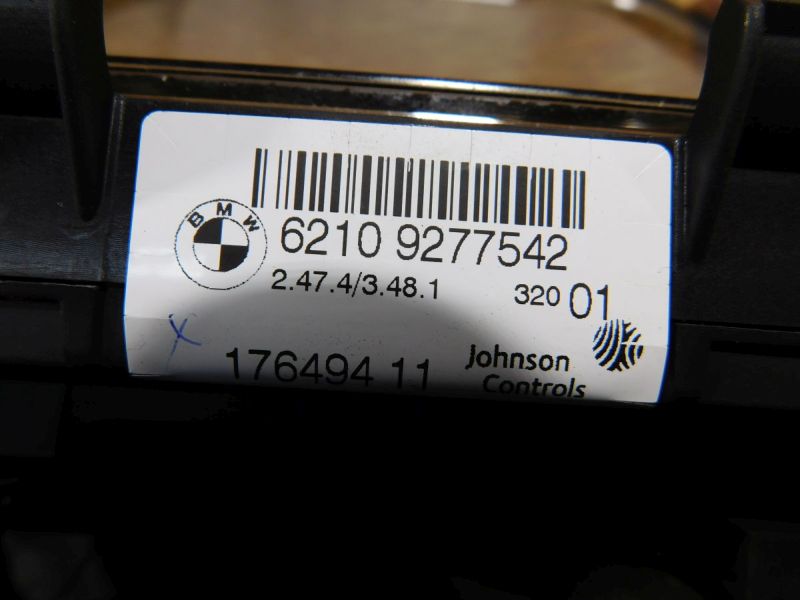 BMW
6210 9277542
2.47.4/3.48.1 320 01
X
176494 11 Johnson
Controls